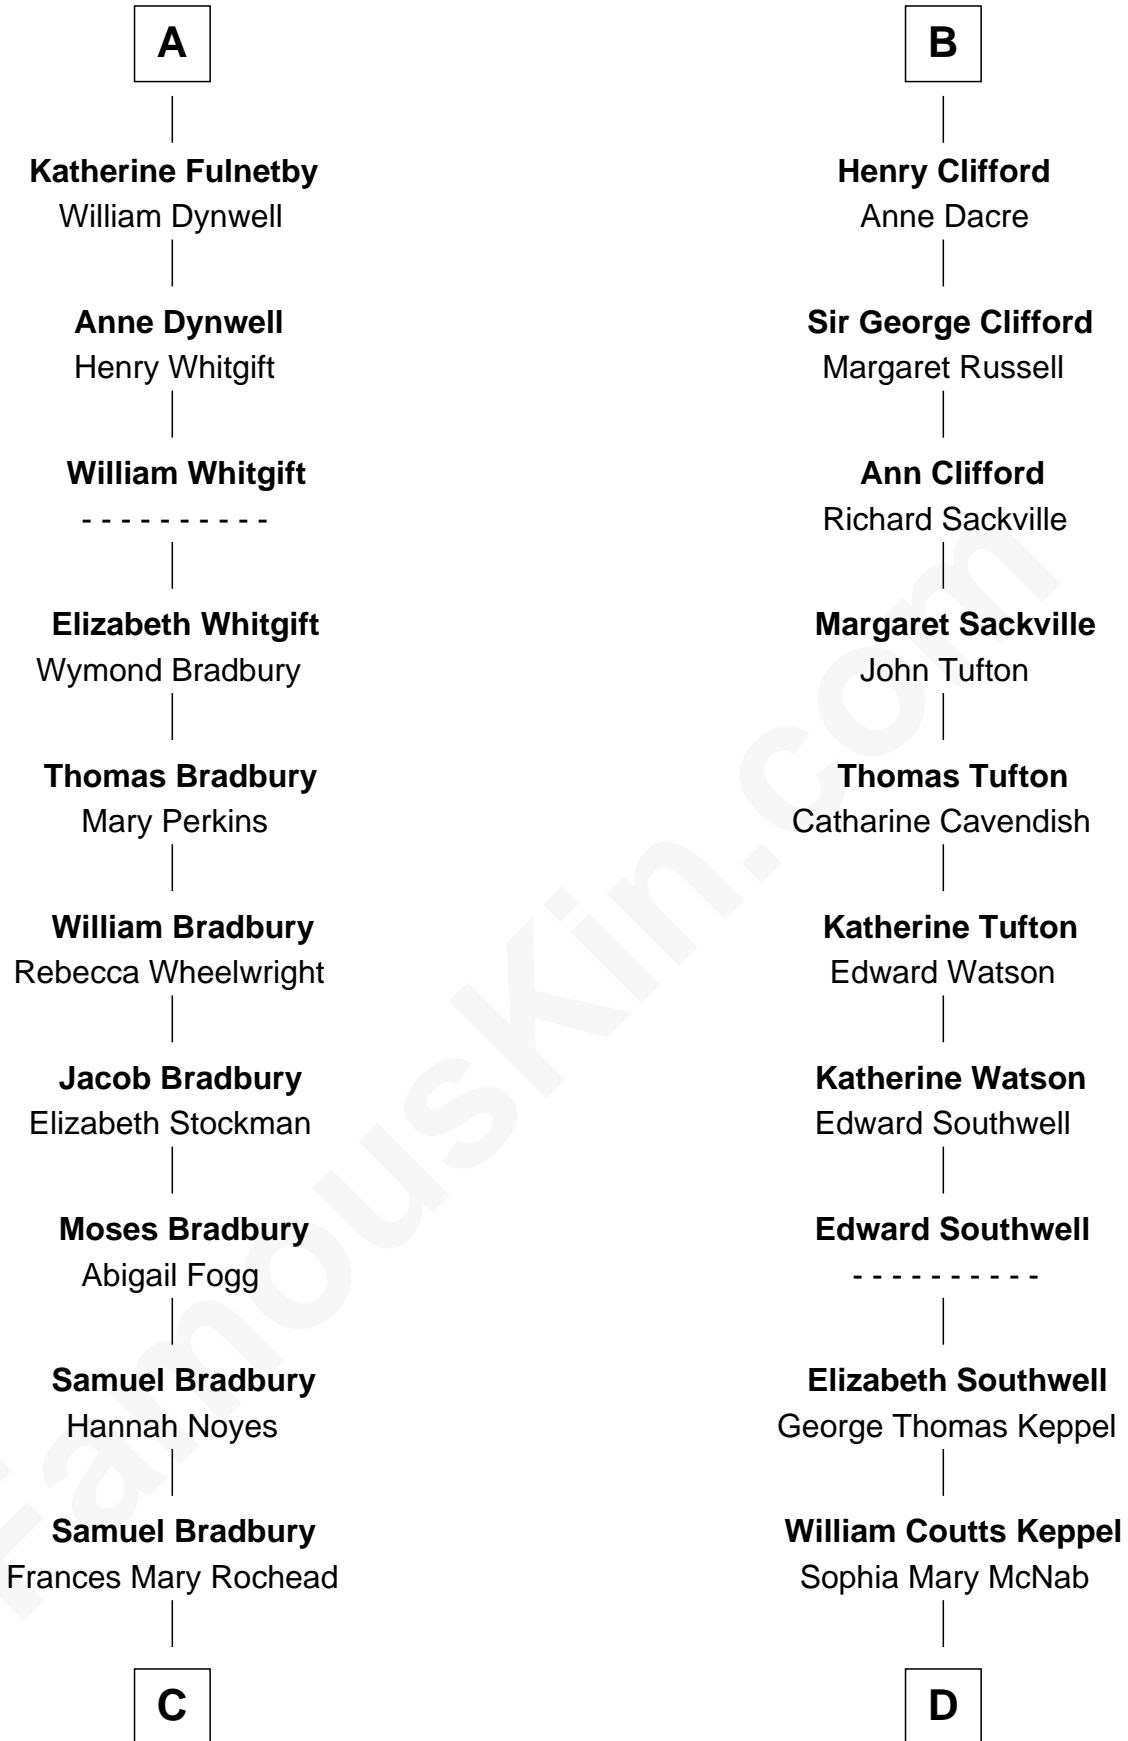 A
Katherine Fulnetby
William Dynwell
Anne Dynwell
Henry Whitgift
William Whitgift
- - - - - - - - - -
Elizabeth Whitgift
Wymond Bradbury
Thomas Bradbury
Mary Perkins
William Bradbury
Rebecca Wheelwright
Jacob Bradbury
Elizabeth Stockman
Moses Bradbury
Abigail Fogg
Samuel Bradbury
Hannah Noyes
Samuel Bradbury
Frances Mary Rochead
C
B
Henry Clifford
Anne Dacre
Sir George Clifford
Margaret Russell
Ann Clifford
Richard Sackville
Margaret Sackville
John Tufton
Thomas Tufton
Catharine Cavendish
Katherine Tufton
Edward Watson
Katherine Watson
Edward Southwell
Edward Southwell
- - - - - - - - - -
Elizabeth Southwell
George Thomas Keppel
William Coutts Keppel
Sophia Mary McNab
D
FamousKin.com